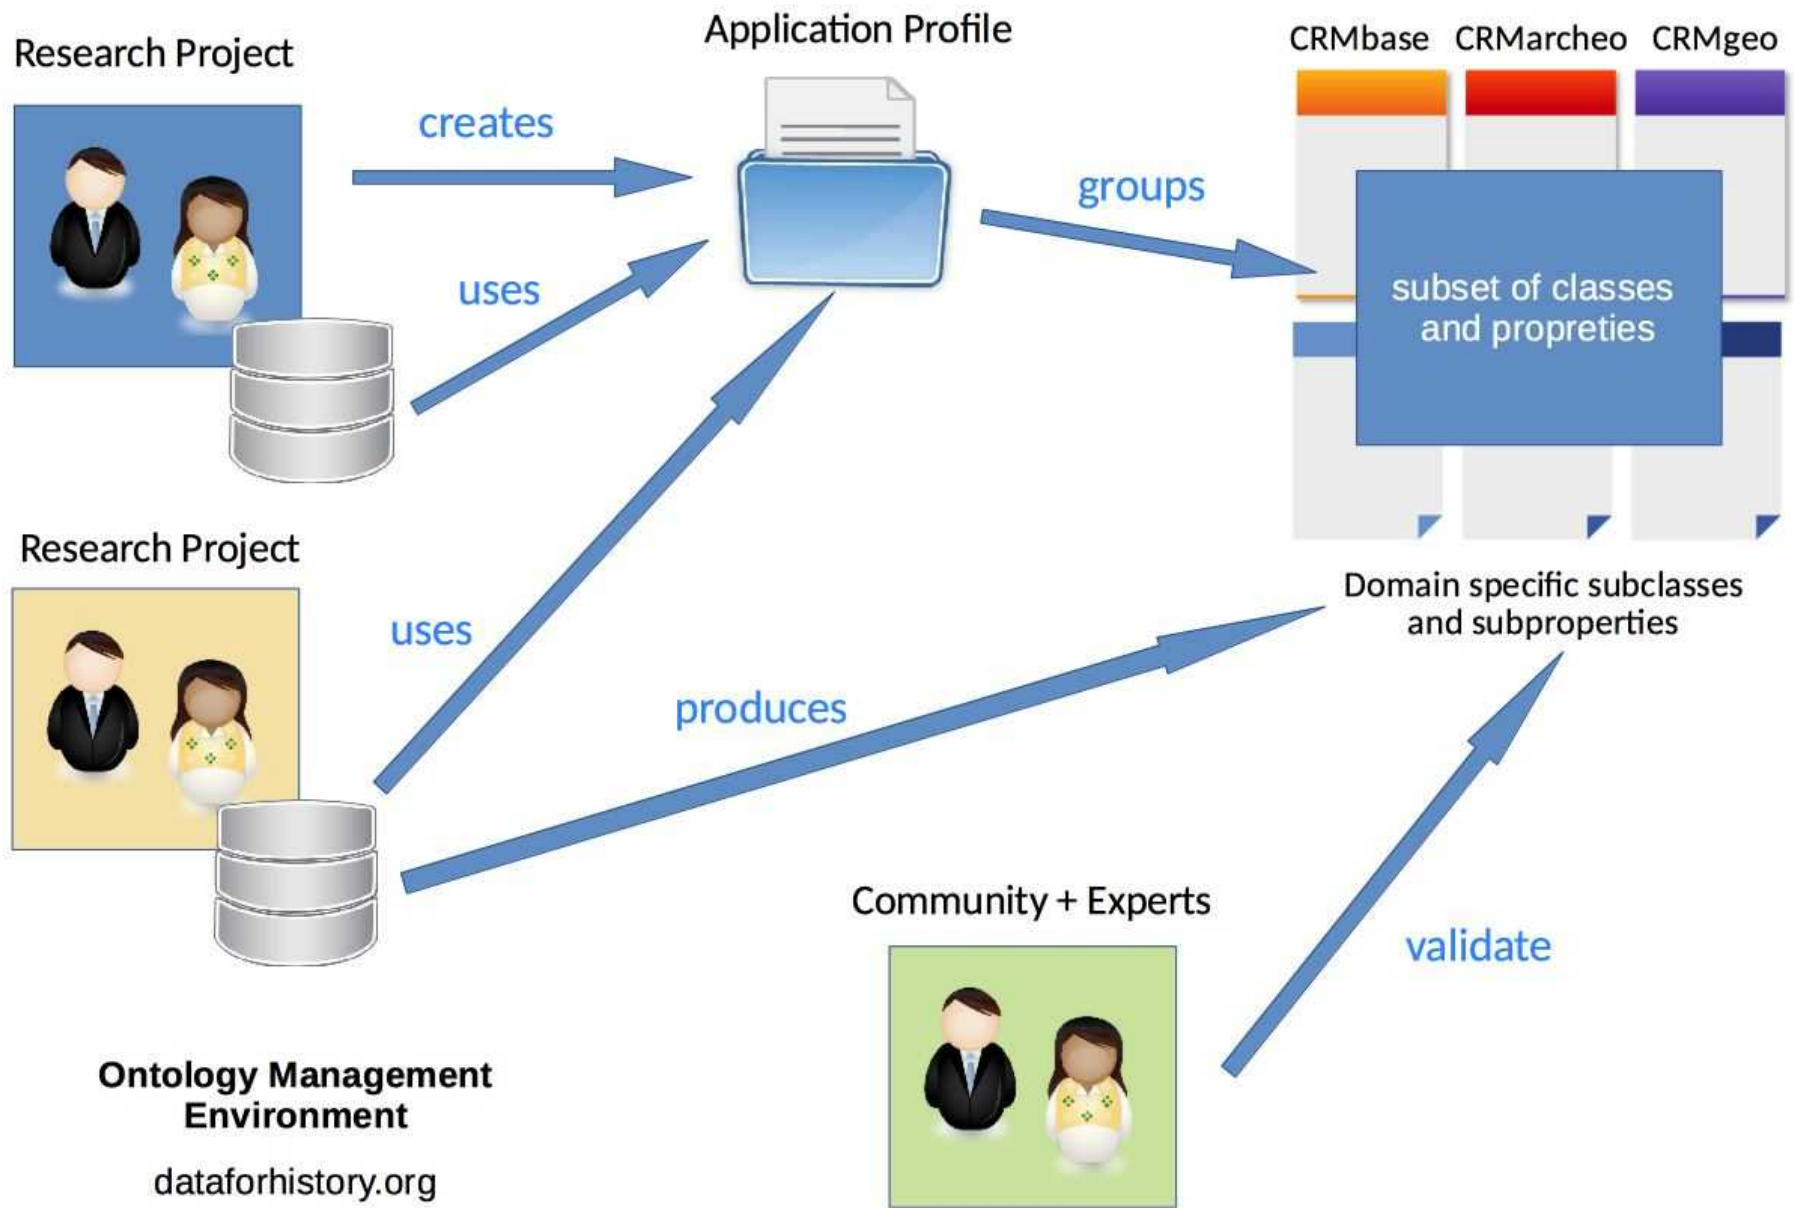 Research Project
Application Profile
CRMbase CRMarcheo CRMgeo
creates
groups
uses
subset of classes
and propreties
Research Project
Domain specific subclasses
and subproperties
uses
produces
Community + Experts
validate
Ontology Management
Environment
dataforhistory.org